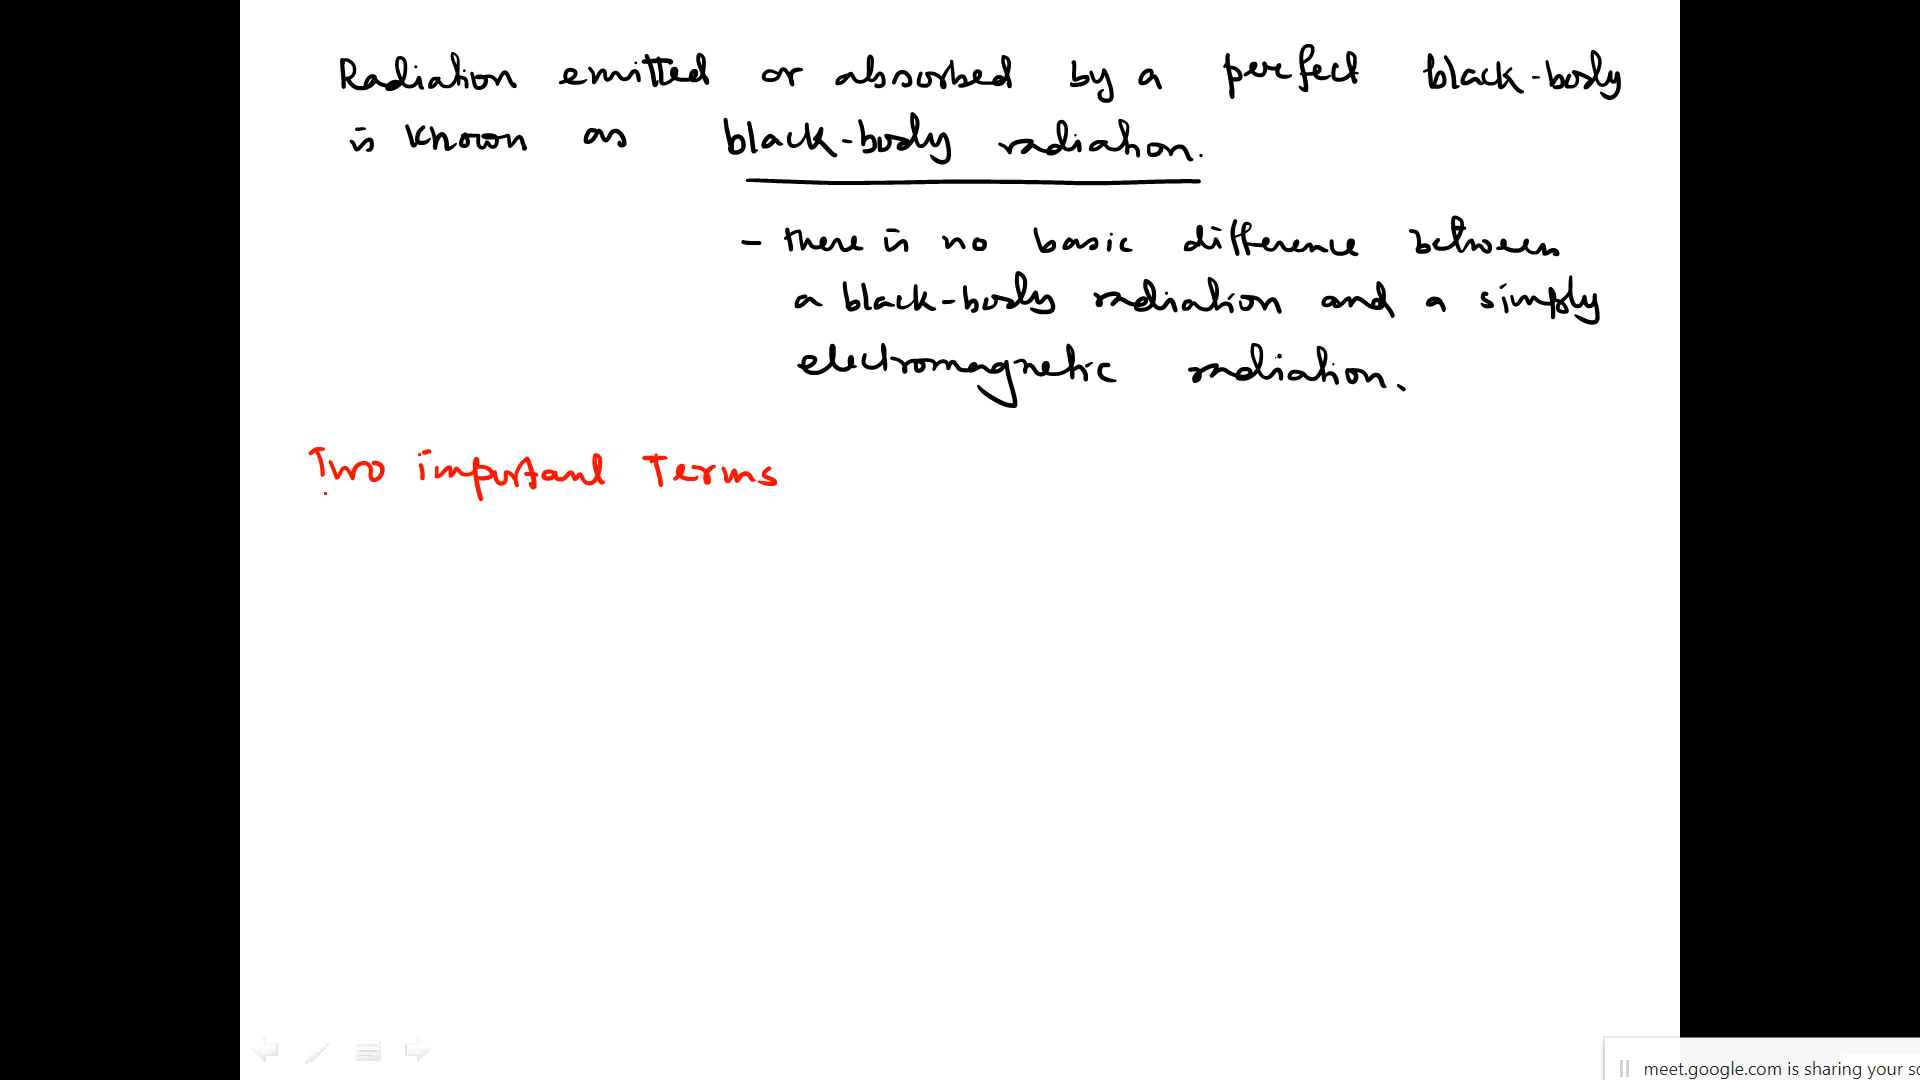 Radiation emitted or absorbed by a perfect black-body
is known as black-body radiation.
- there is no basic difference between
a black-body radiation and a simply
electromagnetic radiation.
Two important Terms
meet.google.com is sharing your